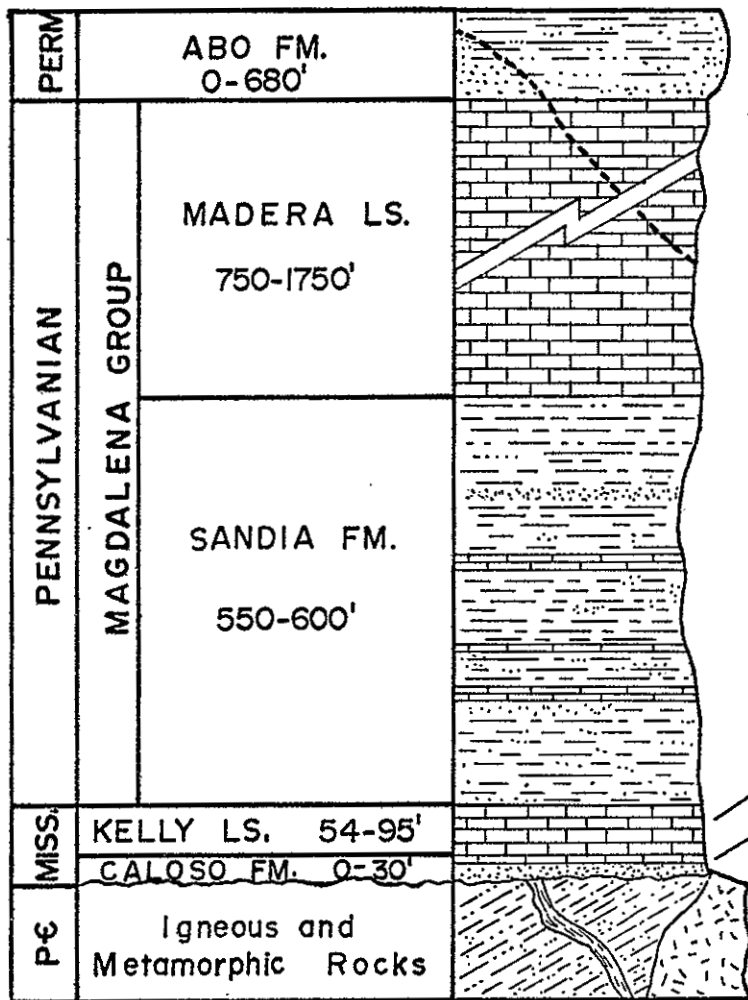 PERM
ABO FM.
0-680'
PENNSYLVANIAN
MAGDALENA GROUP
MADERA LS.
750-1750'
SANDIA FM.
550-600'
MISS.
KELLY LS. 54-95'
CALOSO FM. 0-30'
P-Є
Igneous and
Metamorphic Rocks